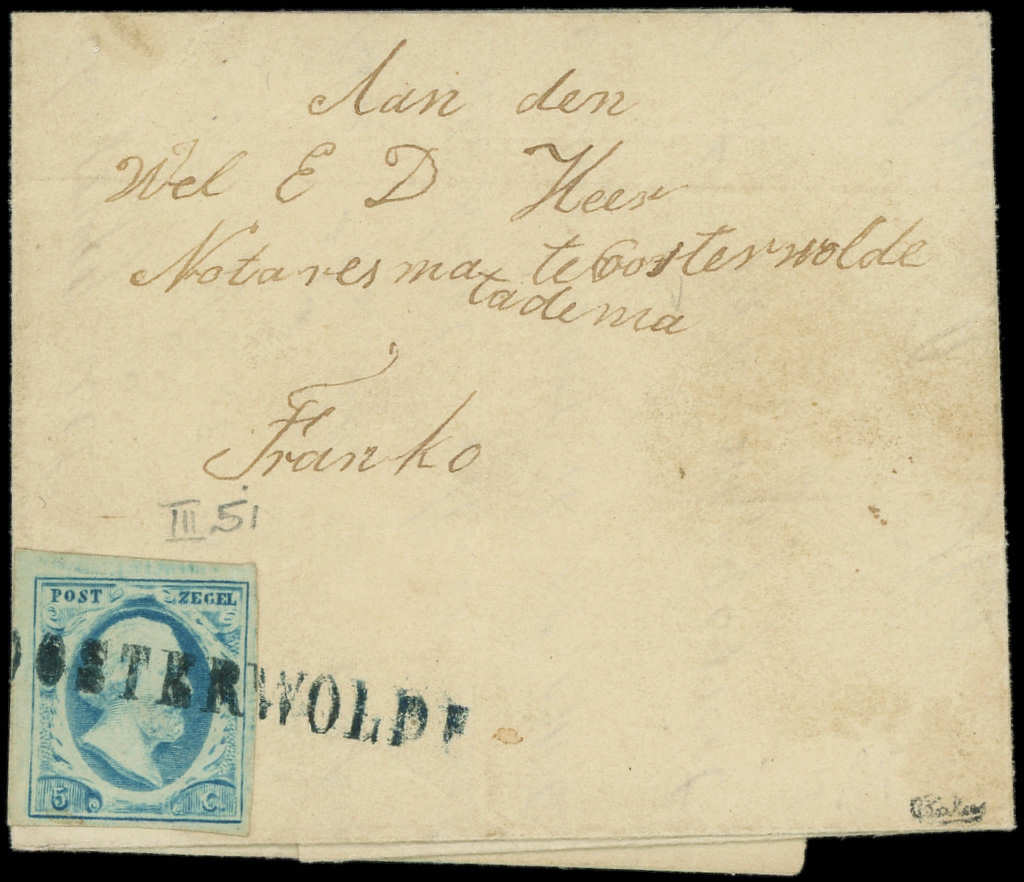 Aan den
Wel E D Heer
Notaresma te Oosterwolde
tadema
Franko
III 51
POST ZEGEL
OOSTERWOLDE
5 C.